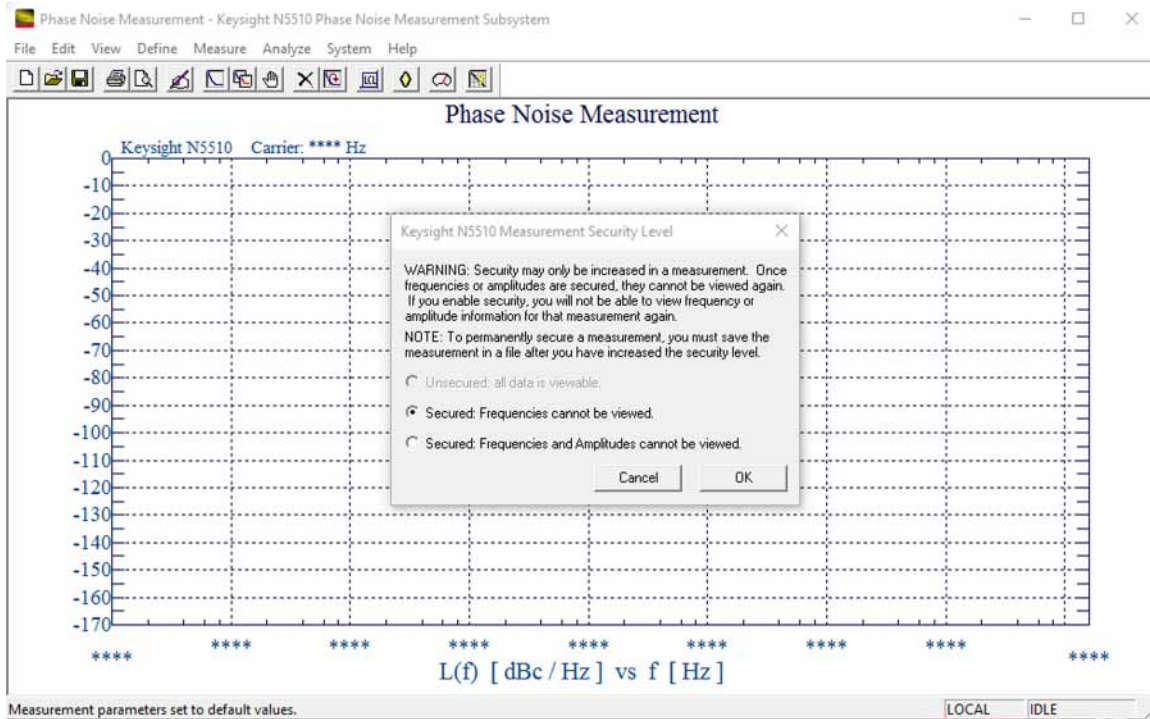 Phase Noise Measurement - Keysight N5510 Phase Noise Measurement Subsystem
File Edit View Define Measure Analyze System Help
Phase Noise Measurement
Keysight N5510 Carrier: **** Hz
0
-10
-20
-30
-40
-50
-60
-70
-80
-90
-100
-110
-120
-130
-140
-150
-160
-170
Keysight N5510 Measurement Security Level
WARNING: Security may only be increased in a measurement. Once
frequencies or amplitudes are secured, they cannot be viewed again.
If you enable security, you will not be able to view frequency or
amplitude information for that measurement again.
NOTE: To permanently secure a measurement, you must save the
measurement in a file after you have increased the security level.
Unsecured: all data is viewable.
Secured: Frequencies cannot be viewed.
Secured: Frequencies and Amplitudes cannot be viewed.
Cancel OK
**** **** **** **** **** **** **** **** ****
L(f) [ dBc / Hz ] vs f [ Hz ]
Measurement parameters set to default values. LOCAL IDLE